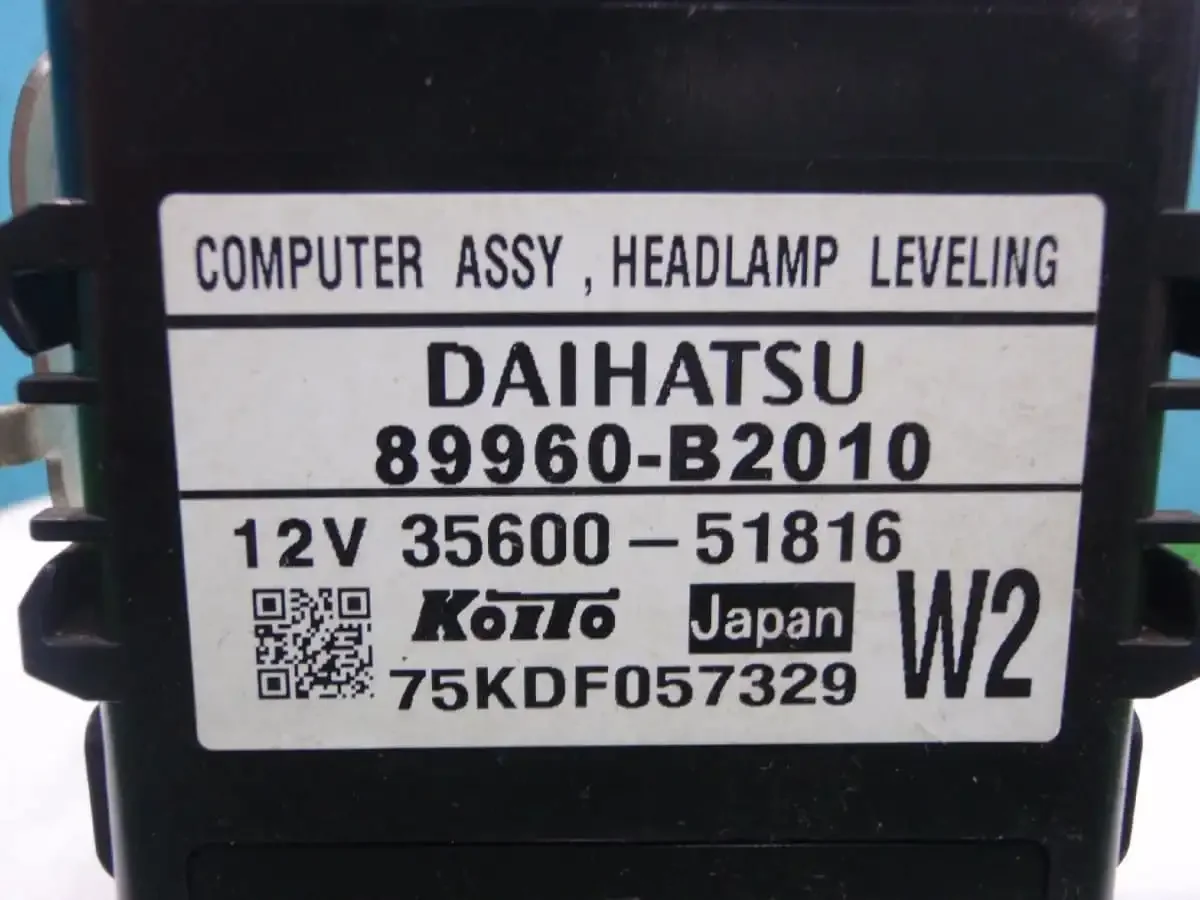 COMPUTER ASSY , HEADLAMP LEVELING
DAIHATSU
89960-B2010
12V 35600-51816
KOITO Japan W2
75KDF057329